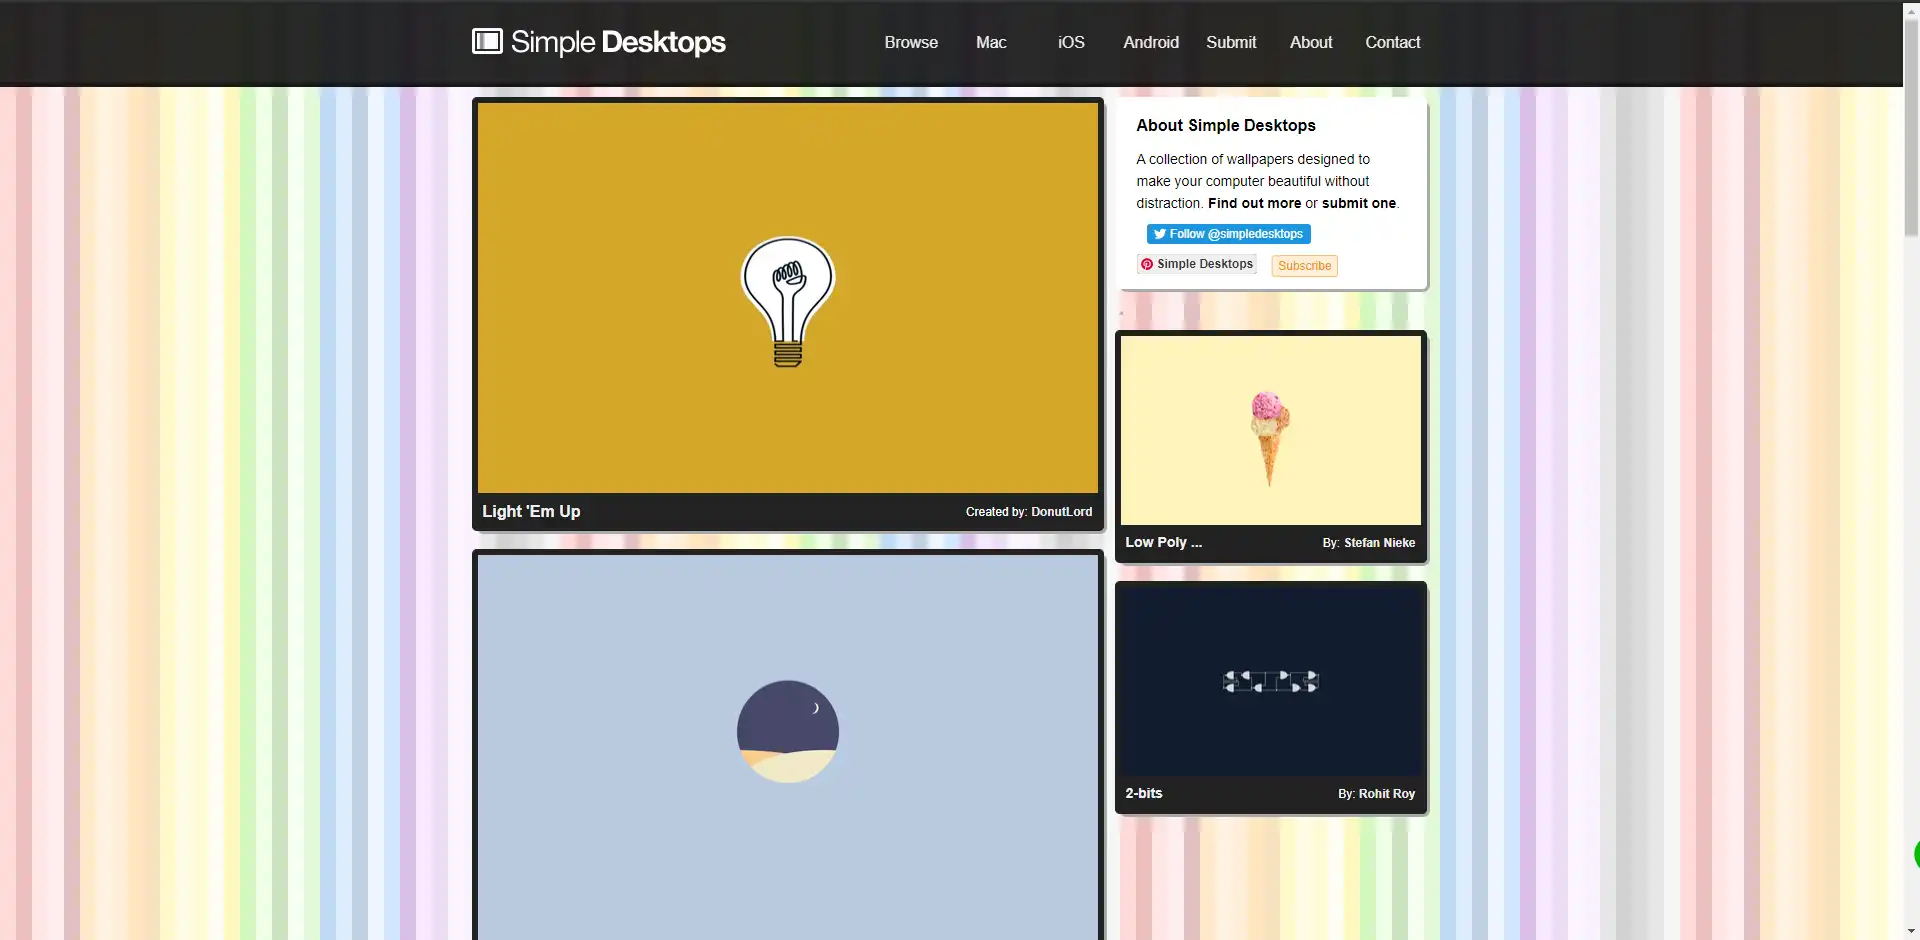 Simple Desktops
Browse Mac iOS Android Submit About Contact
Light 'Em Up
Created by: DonutLord
About Simple Desktops
A collection of wallpapers designed to
make your computer beautiful without
distraction. Find out more or submit one.
Follow @simpledesktops
Simple Desktops Subscribe
Low Poly ...
By: Stefan Nieke
2-bits
By: Rohit Roy